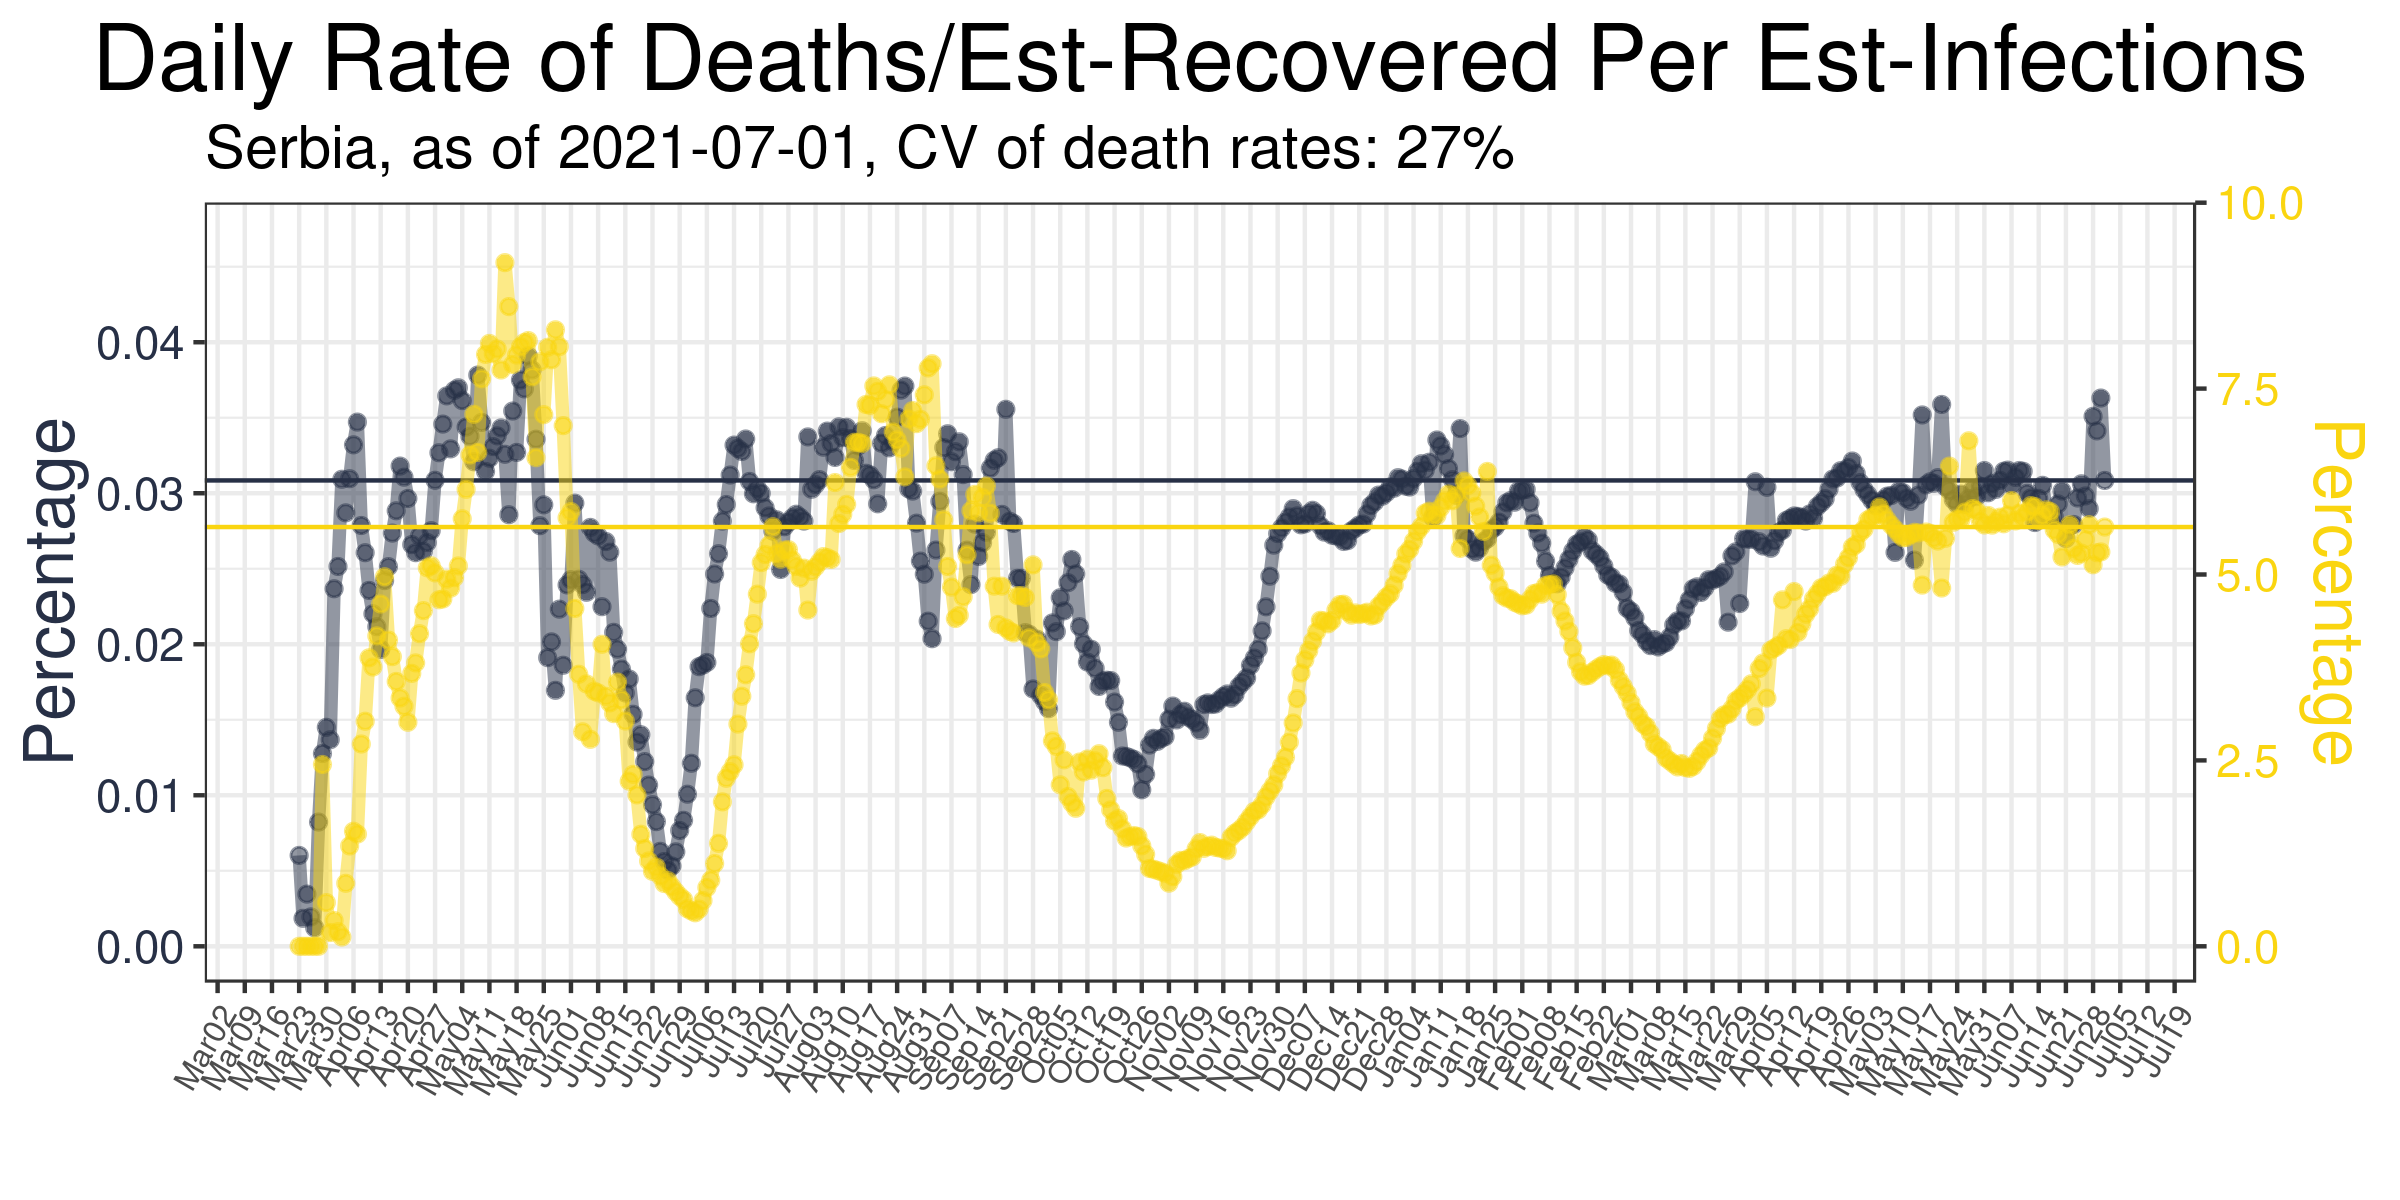 Daily Rate of Deaths/Est-Recovered Per Est-Infections
Serbia, as of 2021-07-01, CV of death rates: 27%
Percentage
0.04
0.03
0.02
0.01
0.00
10.0
7.5
5.0
2.5
0.0
Percentage
Mar02
Mar09
Mar16
Mar23
Mar30
Apr06
Apr13
Apr20
Apr27
May04
May11
May18
May25
Jun01
Jun08
Jun15
Jun22
Jun29
Jul06
Jul13
Jul20
Jul27
Aug03
Aug10
Aug17
Aug24
Aug31
Sep07
Sep14
Sep21
Sep28
Oct05
Oct12
Oct19
Oct26
Nov02
Nov09
Nov16
Nov23
Nov30
Dec07
Dec14
Dec21
Dec28
Jan04
Jan11
Jan18
Jan25
Feb01
Feb08
Feb15
Feb22
Mar01
Mar08
Mar15
Mar22
Mar29
Apr05
Apr12
Apr19
Apr26
May03
May10
May17
May24
May31
Jun07
Jun14
Jun21
Jun28
Jul05
Jul12
Jul19